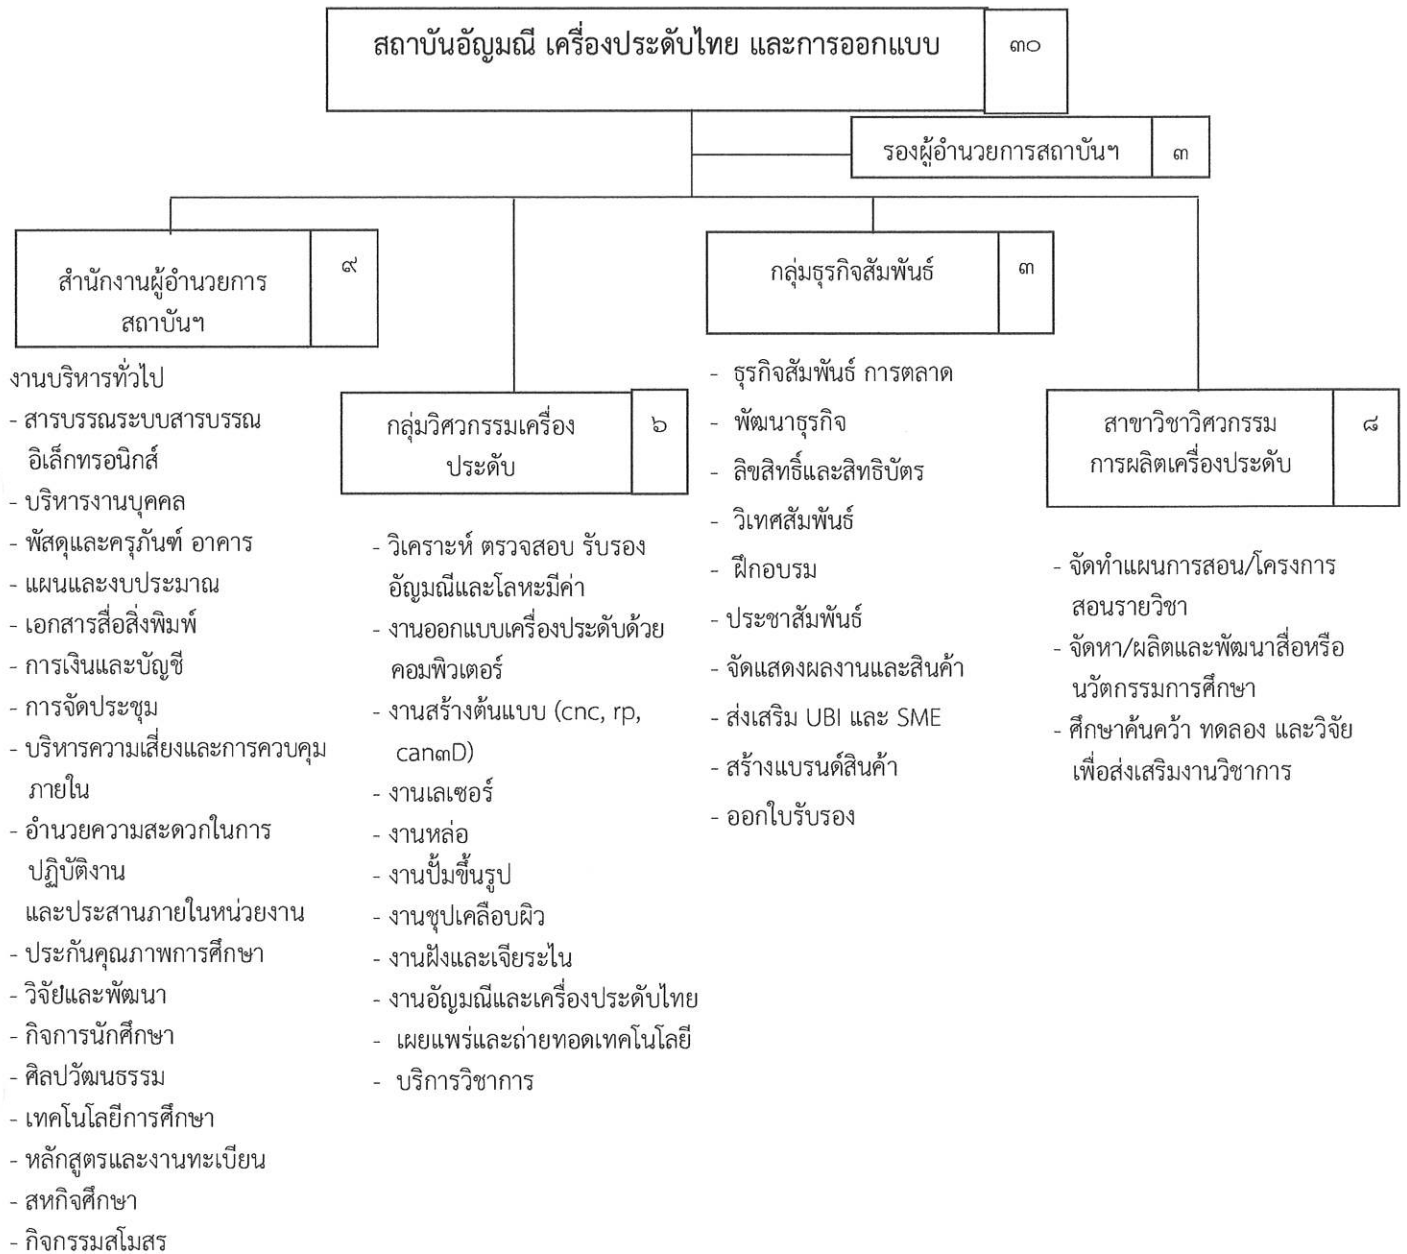 สถาบันอัญมณี เครื่องประดับไทย และการออกแบบ
๓๐
รองผู้อำนวยการสถาบันฯ
๓
สำนักงานผู้อำนวยการ
สถาบันฯ
๙
งานบริหารทั่วไป
- สารบรรณระบบสารบรรณ
อิเล็กทรอนิกส์
- บริหารงานบุคคล
- พัสดุและครุภันฑ์ อาคาร
- แผนและงบประมาณ
- เอกสารสื่อสิ่งพิมพ์
- การเงินและบัญชี
- การจัดประชุม
- บริหารความเสี่ยงและการควบคุม
ภายใน
- อำนวยความสะดวกในการ
ปฏิบัติงาน
และประสานภายในหน่วยงาน
- ประกันคุณภาพการศึกษา
- วิจัยและพัฒนา
- กิจการนักศึกษา
- ศิลปวัฒนธรรม
- เทคโนโลยีการศึกษา
- หลักสูตรและงานทะเบียน
- สหกิจศึกษา
- กิจกรรมสโมสร
กลุ่มวิศวกรรมเครื่อง
ประดับ
๖
- วิเคราะห์ ตรวจสอบ รับรอง
อัญมณีและโลหะมีค่า
- งานออกแบบเครื่องประดับด้วย
คอมพิวเตอร์
- งานสร้างต้นแบบ (cnc, rp,
can๓D)
- งานเลเซอร์
- งานหล่อ
- งานปั้มขึ้นรูป
- งานชุปเคลือบผิว
- งานฝังและเจียระไน
- งานอัญมณีและเครื่องประดับไทย
- เผยแพร่และถ่ายทอดเทคโนโลยี
- บริการวิชาการ
กลุ่มธุรกิจสัมพันธ์
๓
- ธุรกิจสัมพันธ์ การตลาด
- พัฒนาธุรกิจ
- ลิขสิทธิ์และสิทธิบัตร
- วิเทศสัมพันธ์
- ฝึกอบรม
- ประชาสัมพันธ์
- จัดแสดงผลงานและสินค้า
- ส่งเสริม UBI และ SME
- สร้างแบรนด์สินค้า
- ออกใบรับรอง
สาขาวิชาวิศวกรรม
การผลิตเครื่องประดับ
๘
- จัดทำแผนการสอน/โครงการ
สอนรายวิชา
- จัดหา/ผลิตและพัฒนาสื่อหรือ
นวัตกรรมการศึกษา
- ศึกษาค้นคว้า ทดลอง และวิจัย
เพื่อส่งเสริมงานวิชาการ